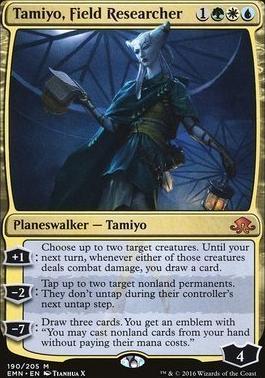 Tamiyo, Field Researcher 1
Planeswalker — Tamiyo
+1 Choose up to two target creatures. Until your
next turn, whenever either of those creatures
deals combat damage, you draw a card.
−2 Tap up to two target nonland permanents.
They don't untap during their controller's
next untap step.
−7 Draw three cards. You get an emblem with
"You may cast nonland cards from your hand
without paying their mana costs."
4
190/205 M
EMN • EN Tianhua X
™ & © 2016 Wizards of the Coast